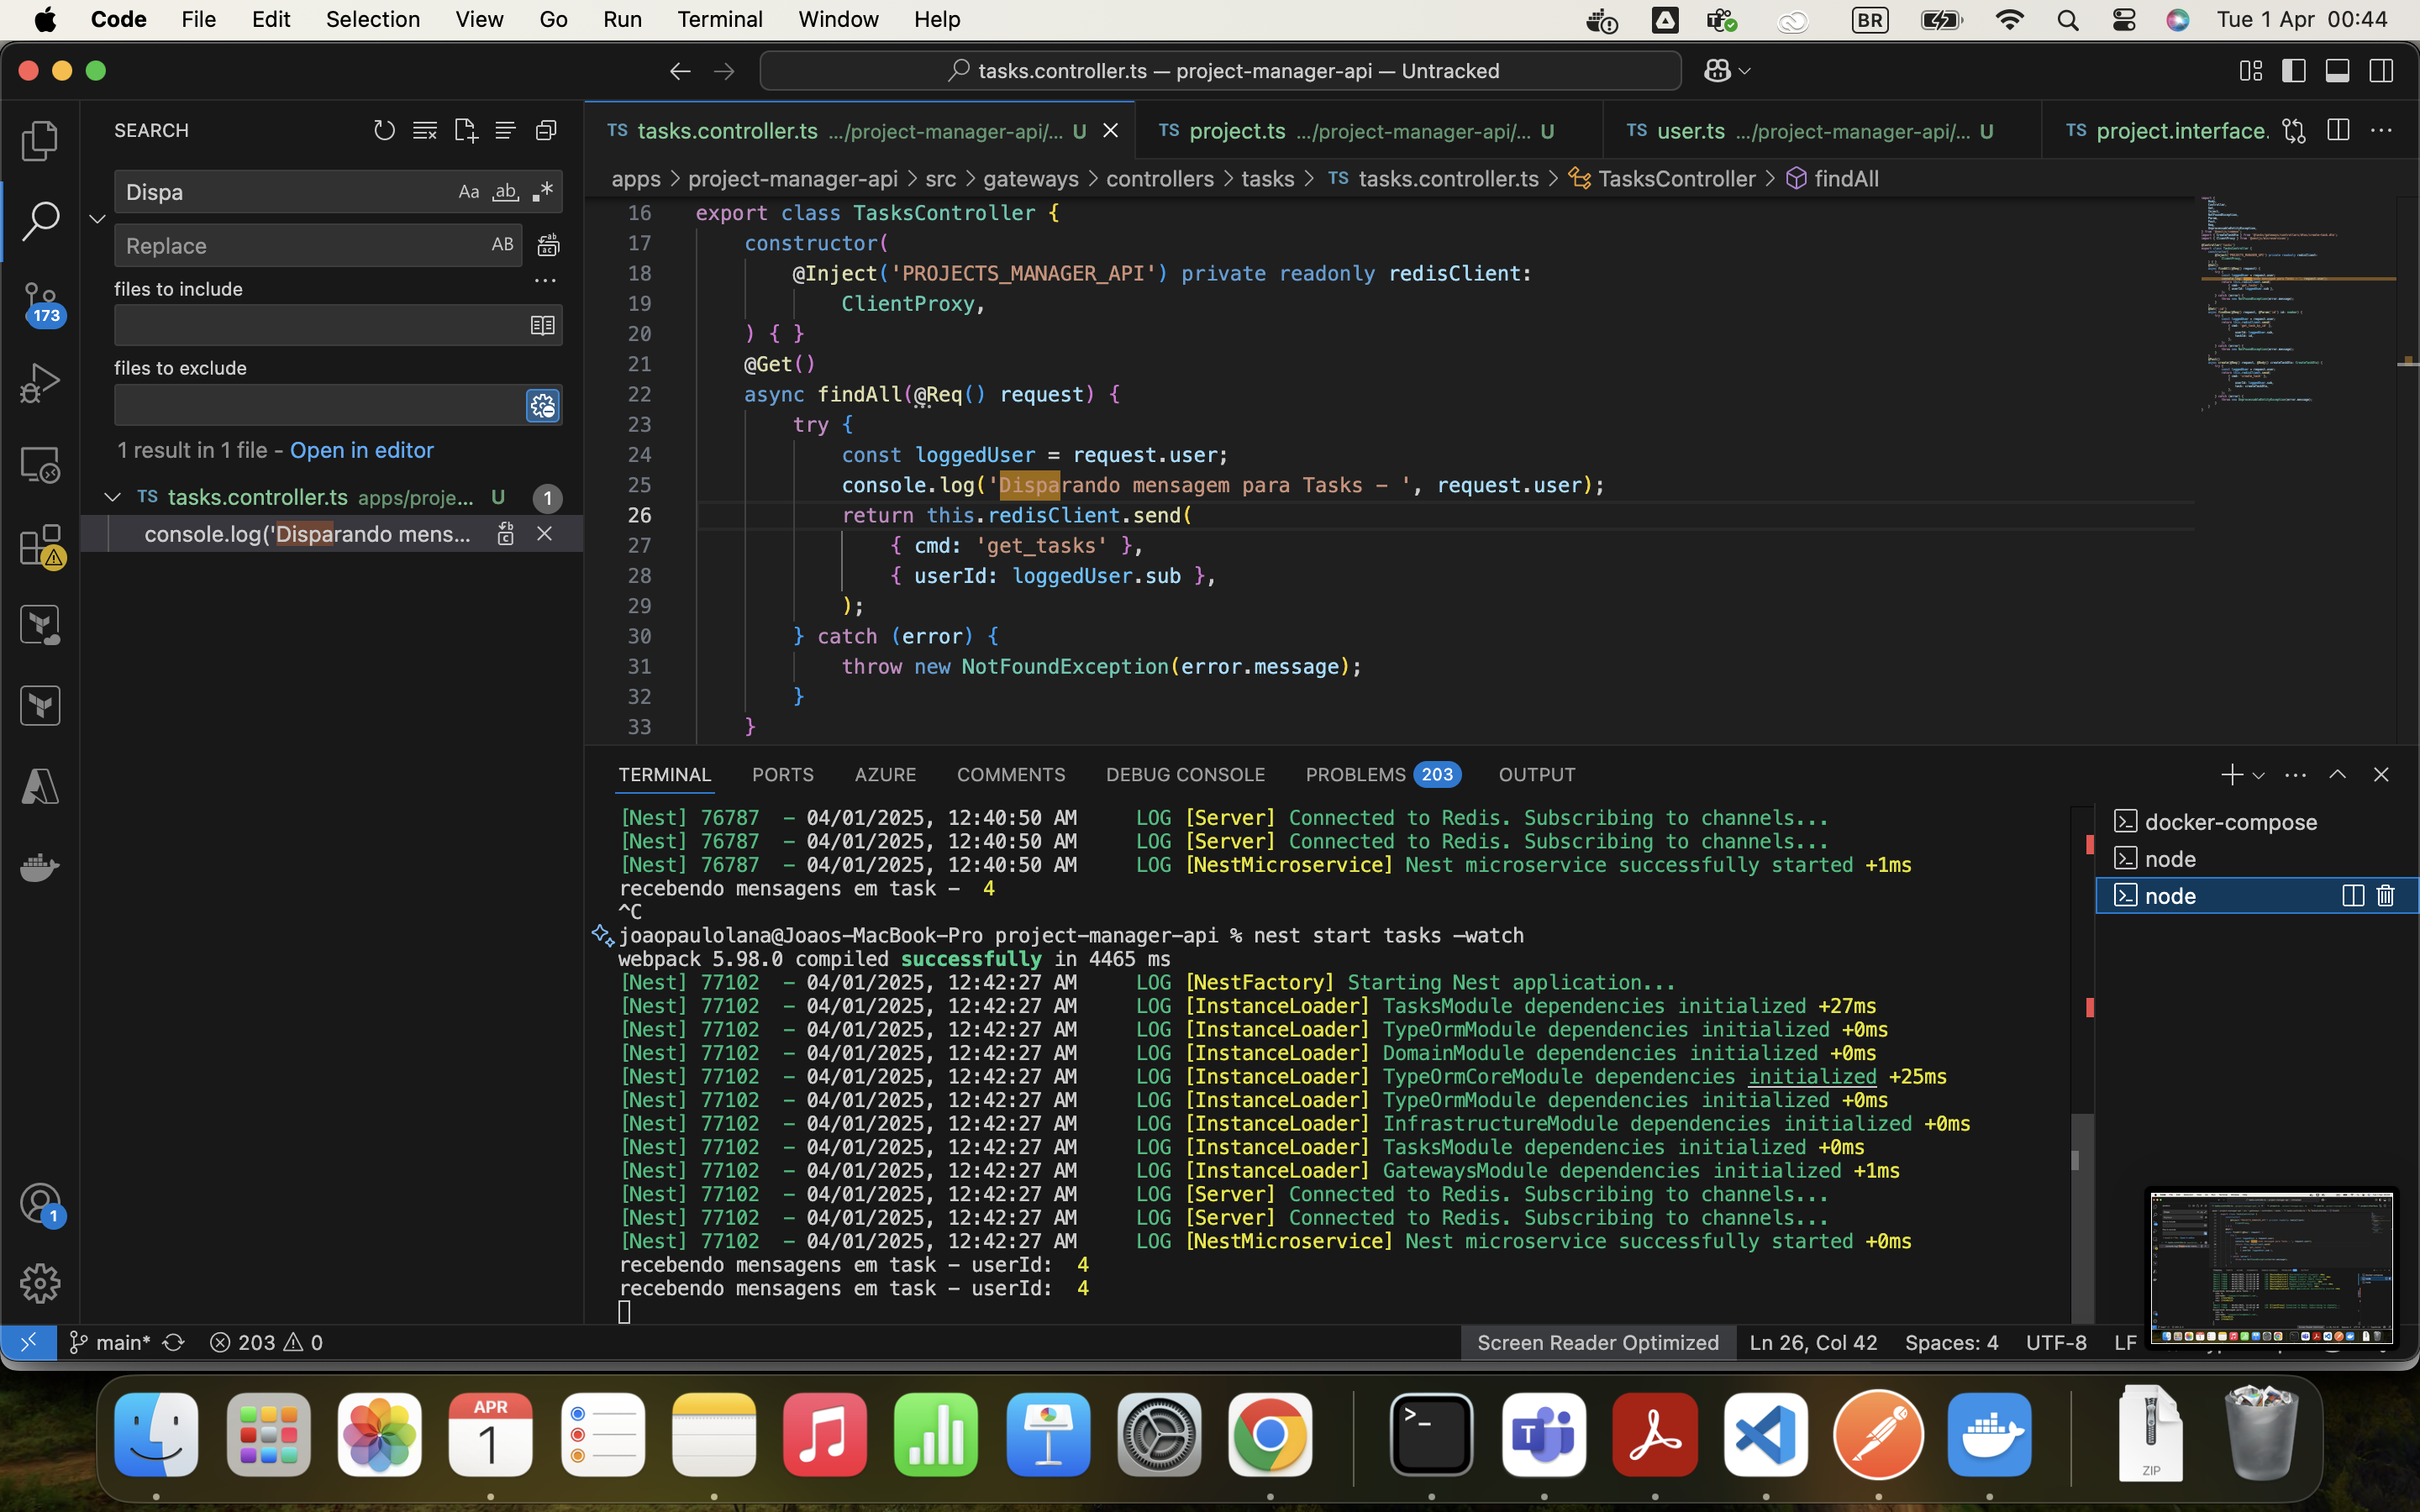 Code File Edit Selection View Go Run Terminal Window Help BR Tue 1 Apr 00:44
tasks.controller.ts — project-manager-api — Untracked
SEARCH
Dispa
Aa ab .*
Replace
AB
files to include
files to exclude
1 result in 1 file - Open in editor
TS tasks.controller.ts apps/proje... U 1
console.log('Disparando mens...
173
1
TS tasks.controller.ts .../project-manager-api/... U
TS project.ts .../project-manager-api/... U
TS user.ts .../project-manager-api/... U
TS project.interface.
apps > project-manager-api > src > gateways > controllers > tasks > TS tasks.controller.ts > TasksController > findAll
16 export class TasksController {
17 constructor(
18 @Inject('PROJECTS_MANAGER_API') private readonly redisClient:
19 ClientProxy,
20 ) { }
21 @Get()
22 async findAll(@Req() request) {
23 try {
24 const loggedUser = request.user;
25 console.log('Disparando mensagem para Tasks - ', request.user);
26 return this.redisClient.send(
27 { cmd: 'get_tasks' },
28 { userId: loggedUser.sub },
29 );
30 } catch (error) {
31 throw new NotFoundException(error.message);
32 }
33 }
TERMINAL PORTS AZURE COMMENTS DEBUG CONSOLE PROBLEMS 203 OUTPUT
[Nest] 76787 - 04/01/2025, 12:40:50 AM LOG [Server] Connected to Redis. Subscribing to channels...
[Nest] 76787 - 04/01/2025, 12:40:50 AM LOG [Server] Connected to Redis. Subscribing to channels...
[Nest] 76787 - 04/01/2025, 12:40:50 AM LOG [NestMicroservice] Nest microservice successfully started +1ms
recebendo mensagens em task - 4
^C
joaopaulolana@Joaos-MacBook-Pro project-manager-api % nest start tasks —watch
webpack 5.98.0 compiled successfully in 4465 ms
[Nest] 77102 - 04/01/2025, 12:42:27 AM LOG [NestFactory] Starting Nest application...
[Nest] 77102 - 04/01/2025, 12:42:27 AM LOG [InstanceLoader] TasksModule dependencies initialized +27ms
[Nest] 77102 - 04/01/2025, 12:42:27 AM LOG [InstanceLoader] TypeOrmModule dependencies initialized +0ms
[Nest] 77102 - 04/01/2025, 12:42:27 AM LOG [InstanceLoader] DomainModule dependencies initialized +0ms
[Nest] 77102 - 04/01/2025, 12:42:27 AM LOG [InstanceLoader] TypeOrmCoreModule dependencies initialized +25ms
[Nest] 77102 - 04/01/2025, 12:42:27 AM LOG [InstanceLoader] TypeOrmModule dependencies initialized +0ms
[Nest] 77102 - 04/01/2025, 12:42:27 AM LOG [InstanceLoader] InfrastructureModule dependencies initialized +0ms
[Nest] 77102 - 04/01/2025, 12:42:27 AM LOG [InstanceLoader] TasksModule dependencies initialized +0ms
[Nest] 77102 - 04/01/2025, 12:42:27 AM LOG [InstanceLoader] GatewaysModule dependencies initialized +1ms
[Nest] 77102 - 04/01/2025, 12:42:27 AM LOG [Server] Connected to Redis. Subscribing to channels...
[Nest] 77102 - 04/01/2025, 12:42:27 AM LOG [Server] Connected to Redis. Subscribing to channels...
[Nest] 77102 - 04/01/2025, 12:42:27 AM LOG [NestMicroservice] Nest microservice successfully started +0ms
recebendo mensagens em task - userId: 4
recebendo mensagens em task - userId: 4
docker-compose
node
node
main* 203 0 Screen Reader Optimized Ln 26, Col 42 Spaces: 4 UTF-8 LF
APR
1
ZIP